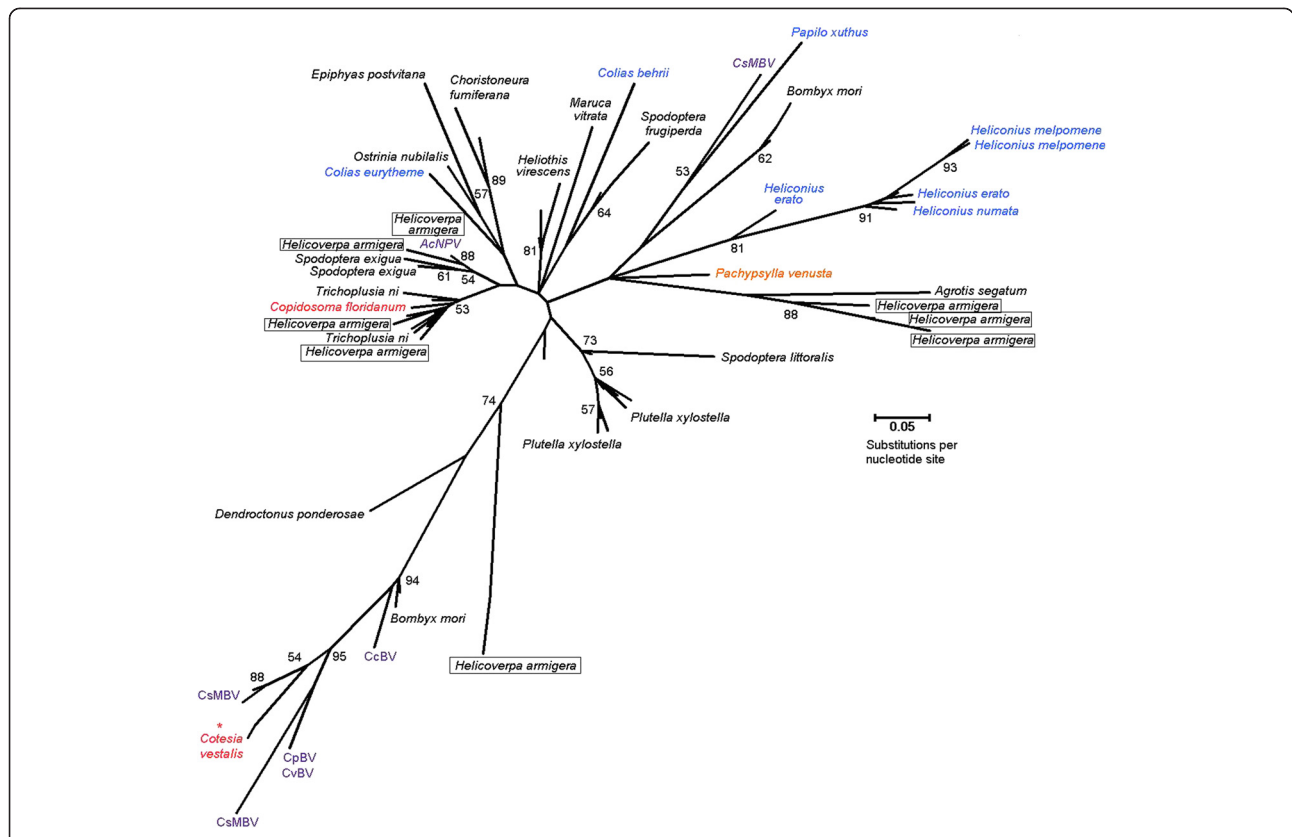 Papilo xuthus
CsMBV
Epiphyas postvitana
Choristoneura
fumiferana
Colias behrii
Bombyx mori
Maruca
vitrata
Spodoptera
frugiperda
Heliconius melpomene
Heliconius melpomene
93
Ostrinia nubilalis
Colias eurytheme
89
57
Heliothis
virescens
53
62
Heliconius
erato
Heliconius erato
Heliconius numata
91
64
81
81
Helicoverpa
armigera
AcNPV
Helicoverpa armigera
88
Spodoptera exigua
Spodoptera exigua
61
54
Pachypsylla venusta
Trichoplusia ni
Copidosoma floridanum
53
Helicoverpa armigera
Trichoplusia ni
Helicoverpa armigera
Agrotis segatum
Helicoverpa armigera
88
Helicoverpa armigera
Helicoverpa armigera
73
Spodoptera littoralis
56
57
Plutella xylostella
Plutella xylostella
74
0.05
Substitutions per
nucleotide site
Dendroctonus ponderosae
94
Bombyx mori
CcBV
Helicoverpa armigera
54
95
88
CsMBV
*
Cotesia
vestalis
CpBV
CvBV
CsMBV